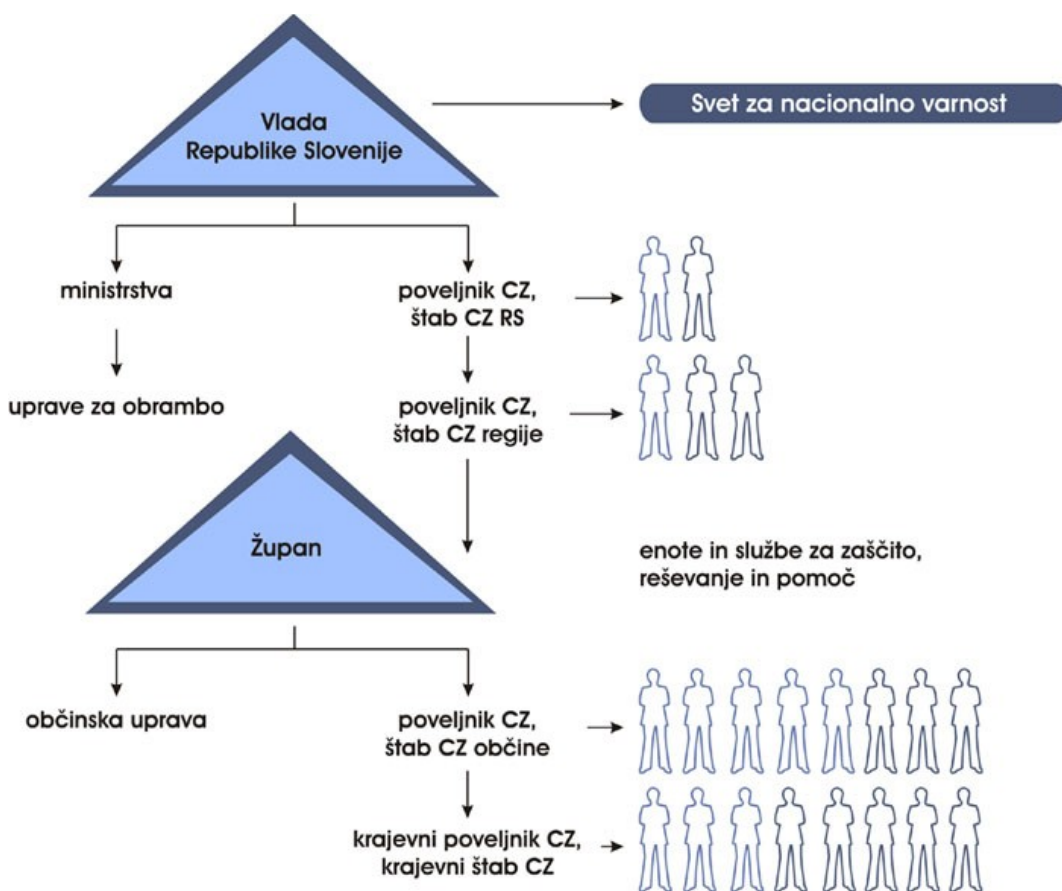 Vlada
Republike Slovenije
Svet za nacionalno varnost
ministrstva
poveljnik CZ,
štab CZ RS
uprave za obrambo
poveljnik CZ,
štab CZ regije
Župan
enote in službe za zaščito,
reševanje in pomoč
občinska uprava
poveljnik CZ,
štab CZ občine
krajevni poveljnik CZ,
krajevni štab CZ